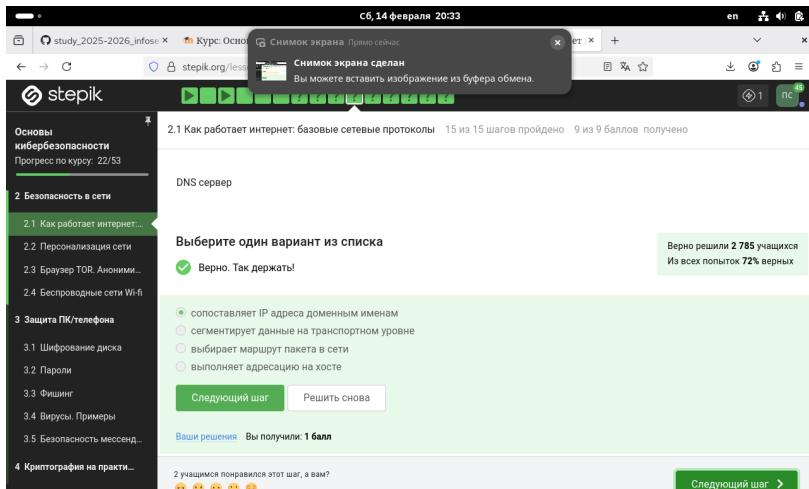 Сб, 14 февраля 20:33
en
study_2025-2026_infose
Курс: Осно
Снимок экрана Прямо сейчас
Снимок экрана сделан
Вы можете вставить изображение из буфера обмена.
stepik.org/less
stepik
1
ПС
45
Основы кибербезопасности
Прогресс по курсу: 22/53
2 Безопасность в сети
2.1 Как работает интернет:...
2.2 Персонализация сети
2.3 Браузер TOR. Аноними...
2.4 Беспроводные сети Wi-fi
3 Защита ПК/телефона
3.1 Шифрование диска
3.2 Пароли
3.3 Фишинг
3.4 Вирусы. Примеры
3.5 Безопасность мессенд...
4 Криптография на практи...
2.1 Как работает интернет: базовые сетевые протоколы 15 из 15 шагов пройдено 9 из 9 баллов получено
DNS сервер
Выберите один вариант из списка
Верно. Так держать!
Верно решили 2 785 учащихся
Из всех попыток 72% верных
сопоставляет IP адреса доменным именам
сегментирует данные на транспортном уровне
выбирает маршрут пакета в сети
выполняет адресацию на хосте
Следующий шаг
Решить снова
Ваши решения Вы получили: 1 балл
2 учащимся понравился этот шаг, а вам?
Следующий шаг